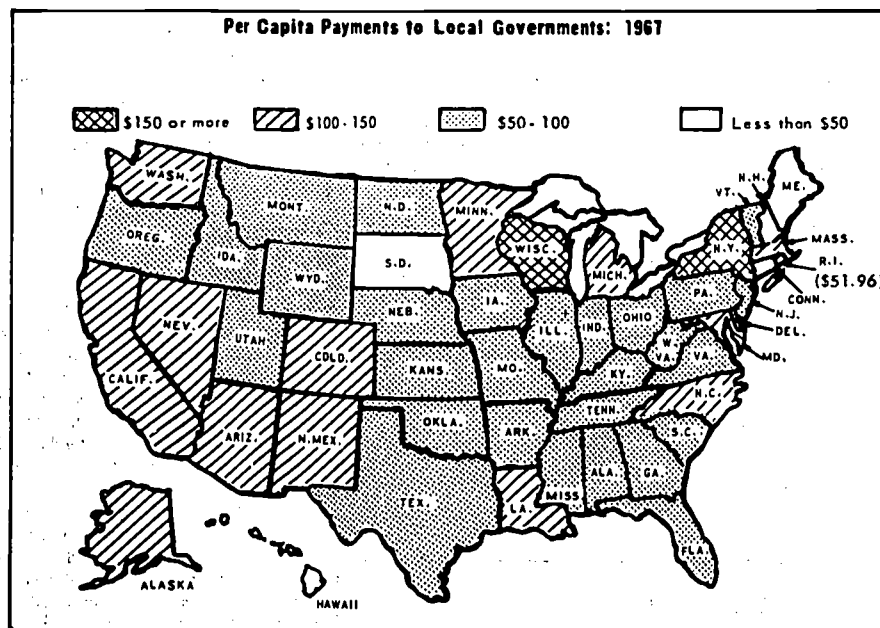 Per Capita Payments to Local Governments: 1967
$150 or more $100-150 $50-100 Less than $50
WASH.
MONT.
N.D.
MINN.
VT.
N.H.
ME.
OREG.
IDA.
WYO.
S.D.
WISC.
MICH.
N.Y.
MASS.
R.I.
($51.96)
CONN.
NEV.
UTAH
COLO.
NEB.
IA.
ILL.
IND.
OHIO
PA.
N.J.
DEL.
MD.
CALIF.
KANS.
MO.
KY.
W.
VA.
VA.
ARIZ.
N.MEX.
OKLA.
ARK.
TENN.
N.C.
S.C.
TEX.
LA.
MISS
ALA.
GA.
FLA.
ALASKA
HAWAII